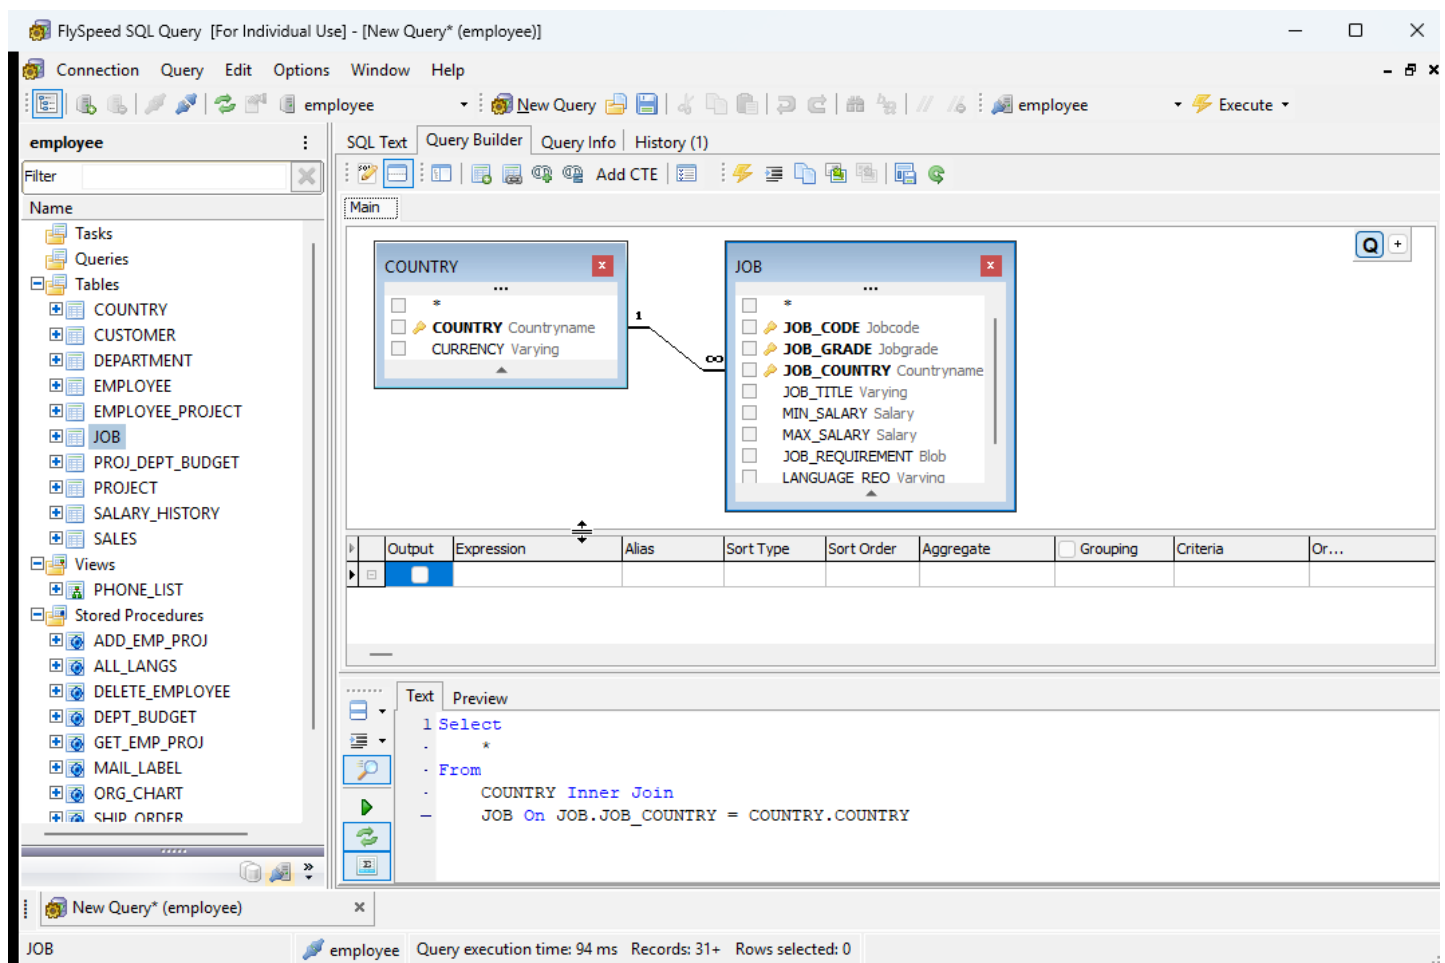 FlySpeed SQL Query [For Individual Use] - [New Query* (employee)]
Connection Query Edit Options Window Help
employee New Query employee Execute
employee
Filter
Name
Tasks
Queries
Tables
COUNTRY
CUSTOMER
DEPARTMENT
EMPLOYEE
EMPLOYEE_PROJECT
JOB
PROJ_DEPT_BUDGET
PROJECT
SALARY_HISTORY
SALES
Views
PHONE_LIST
Stored Procedures
ADD_EMP_PROJ
ALL_LANGS
DELETE_EMPLOYEE
DEPT_BUDGET
GET_EMP_PROJ
MAIL_LABEL
ORG_CHART
SHIP_ORDER
SQL Text Query Builder Query Info History (1)
Add CTE
Main
Q +
COUNTRY
*
COUNTRY Countryname
CURRENCY Varying
1
∞
JOB
*
JOB_CODE Jobcode
JOB_GRADE Jobgrade
JOB_COUNTRY Countryname
JOB_TITLE Varying
MIN_SALARY Salary
MAX_SALARY Salary
JOB_REQUIREMENT Blob
LANGUAGE_REQ Varying
Output Expression Alias Sort Type Sort Order Aggregate Grouping Criteria Or...
Text Preview
1 Select
*
From
COUNTRY Inner Join
JOB On JOB.JOB_COUNTRY = COUNTRY.COUNTRY
New Query* (employee)
JOB employee Query execution time: 94 ms Records: 31+ Rows selected: 0